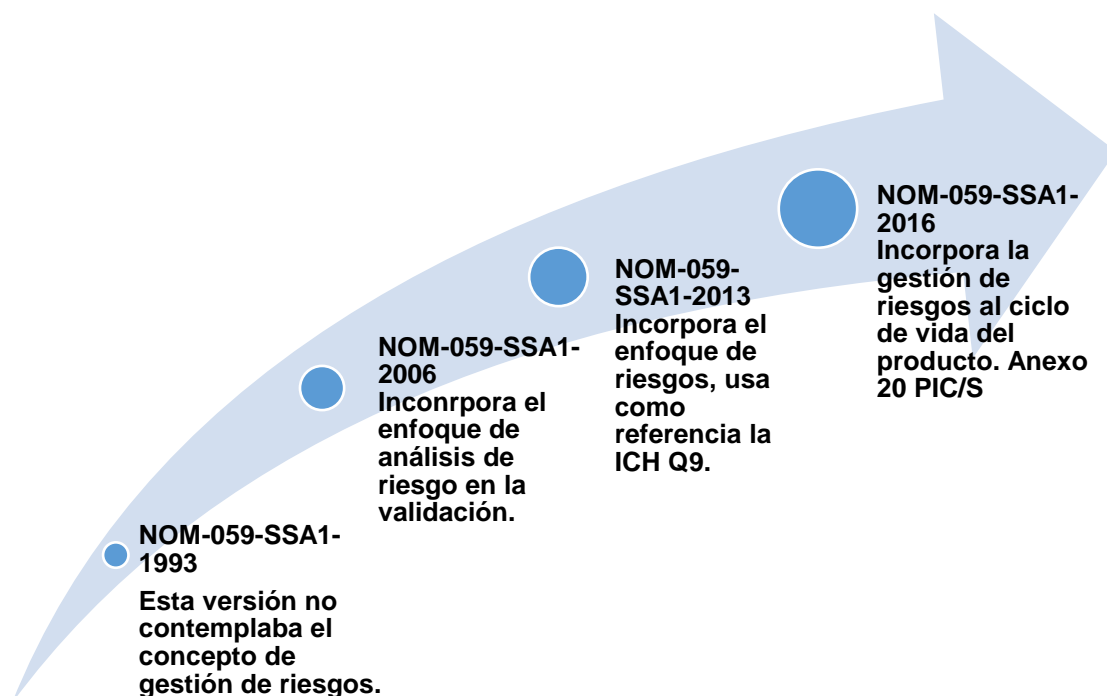 NOM-059-SSA1-
1993
Esta versión no
contemplaba el
concepto de
gestión de riesgos.
NOM-059-SSA1-
2006
Inconrpora el
enfoque de
análisis de
riesgo en la
validación.
NOM-059-
SSA1-2013
Incorpora el
enfoque de
riesgos, usa
como
referencia la
ICH Q9.
NOM-059-SSA1-
2016
Incorpora la
gestión de
riesgos al ciclo
de vida del
producto. Anexo
20 PIC/S